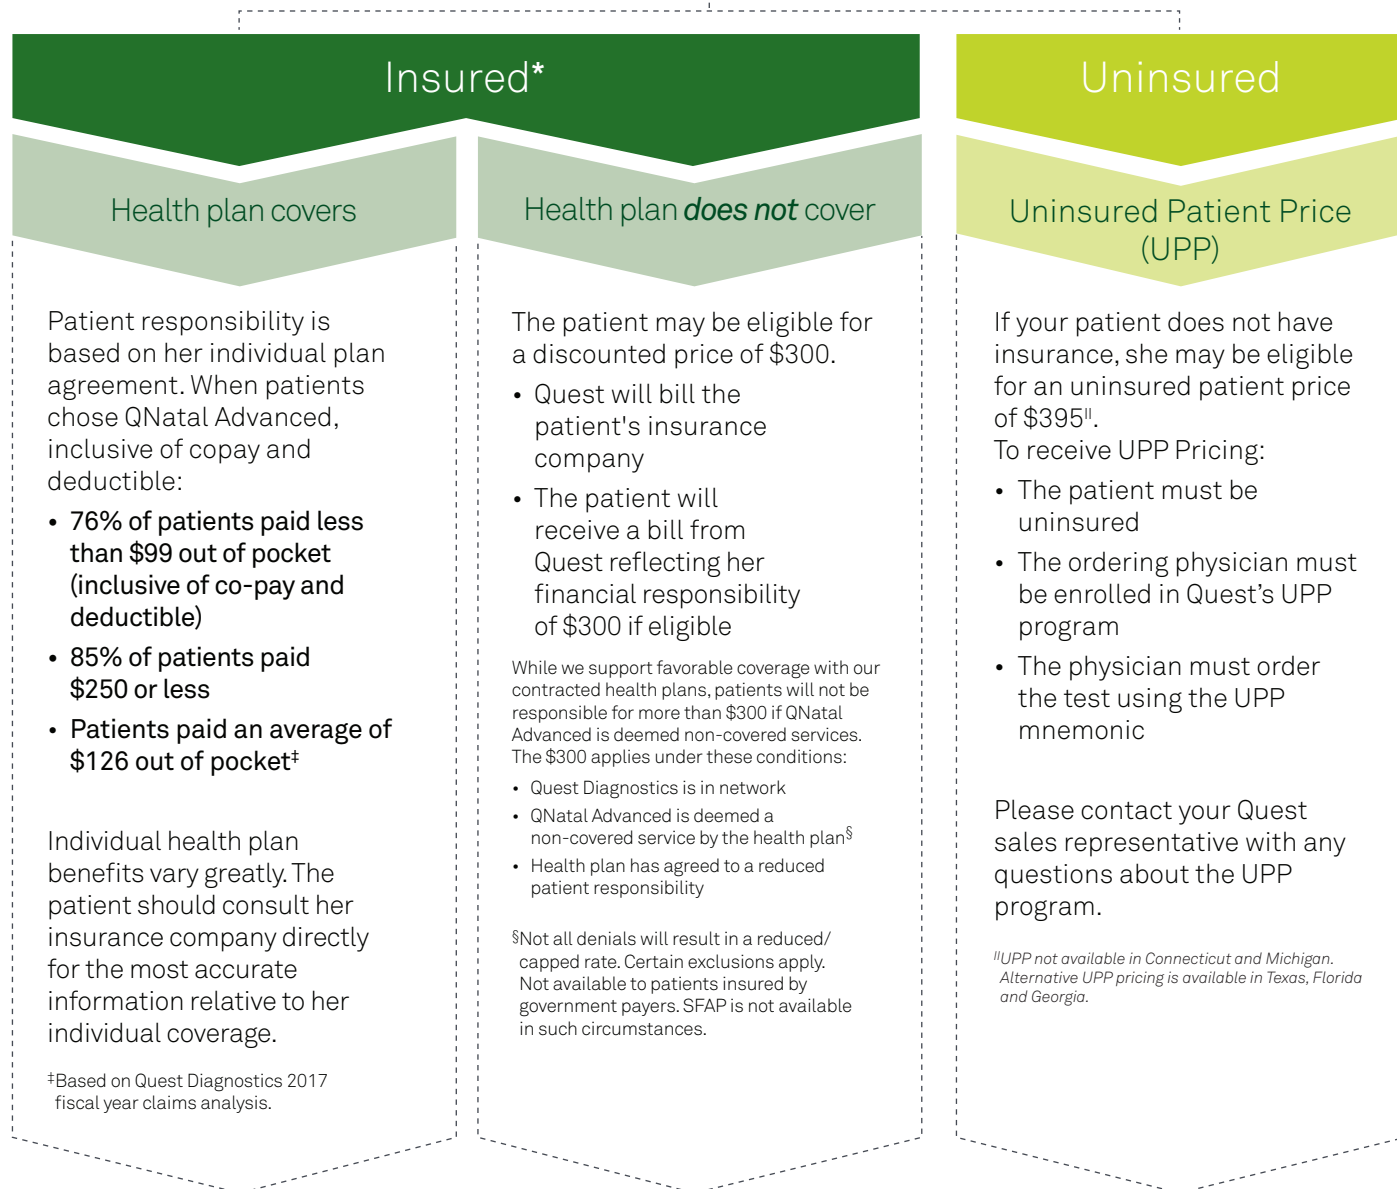 Insured*
Health plan covers
Patient responsibility is
based on her individual plan
agreement. When patients
chose QNatal Advanced,
inclusive of copay and
deductible:
• 76% of patients paid less
than $99 out of pocket
(inclusive of co-pay and
deductible)
• 85% of patients paid
$250 or less
• Patients paid an average of
$126 out of pocket‡
Individual health plan
benefits vary greatly. The
patient should consult her
insurance company directly
for the most accurate
information relative to her
individual coverage.
‡Based on Quest Diagnostics 2017
fiscal year claims analysis.
Health plan does not cover
The patient may be eligible for
a discounted price of $300.
• Quest will bill the
patient's insurance
company
• The patient will
receive a bill from
Quest reflecting her
financial responsibility
of $300 if eligible
While we support favorable coverage with our
contracted health plans, patients will not be
responsible for more than $300 if QNatal
Advanced is deemed non-covered services.
The $300 applies under these conditions:
• Quest Diagnostics is in network
• QNatal Advanced is deemed a
non-covered service by the health plan§
• Health plan has agreed to a reduced
patient responsibility
§Not all denials will result in a reduced/
capped rate. Certain exclusions apply.
Not available to patients insured by
government payers. SFAP is not available
in such circumstances.
Uninsured
Uninsured Patient Price
(UPP)
If your patient does not have
insurance, she may be eligible
for an uninsured patient price
of $395||.
To receive UPP Pricing:
• The patient must be
uninsured
• The ordering physician must
be enrolled in Quest’s UPP
program
• The physician must order
the test using the UPP
mnemonic
Please contact your Quest
sales representative with any
questions about the UPP
program.
||UPP not available in Connecticut and Michigan.
Alternative UPP pricing is available in Texas, Florida
and Georgia.